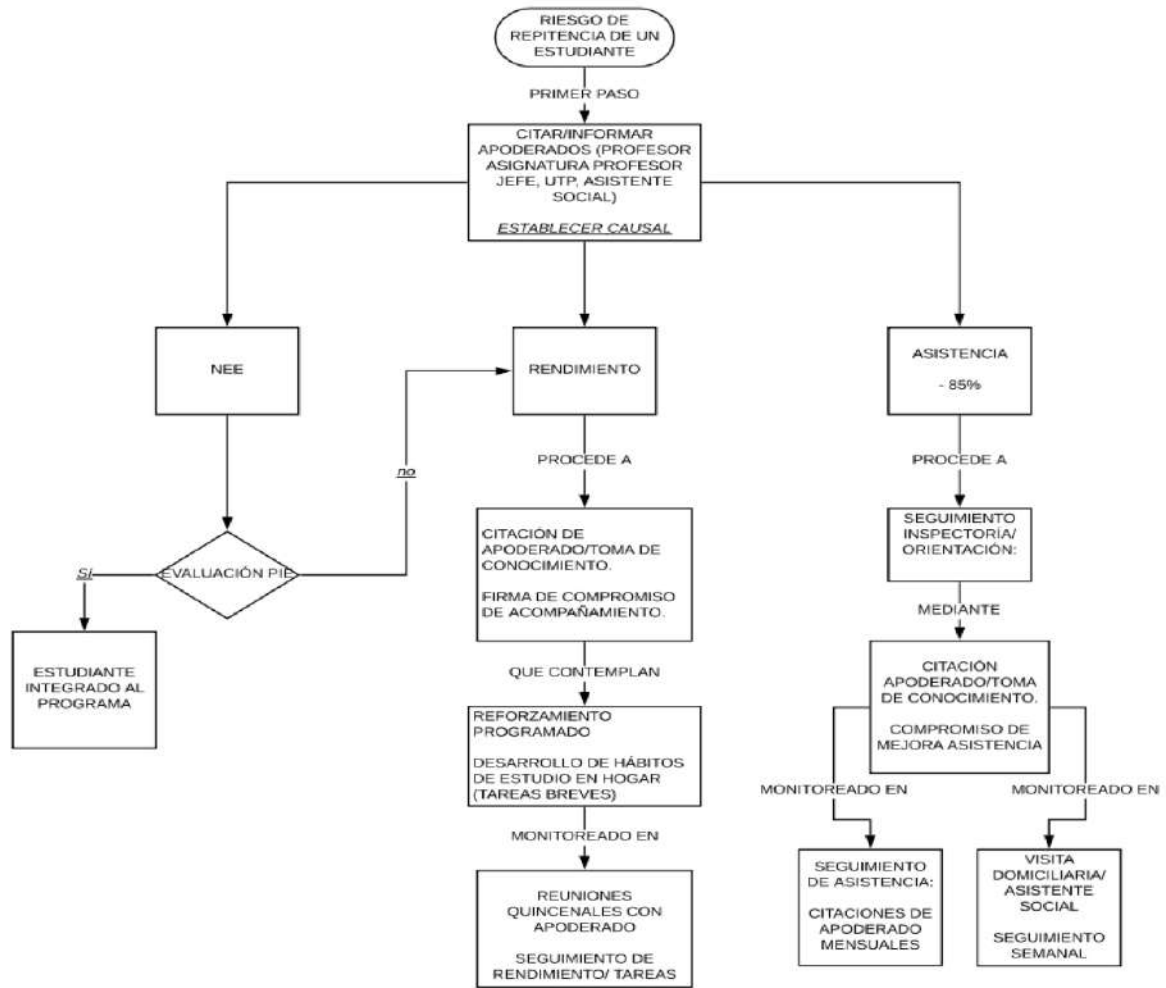 RIESGO DE
REPITENCIA DE UN
ESTUDIANTE
PRIMER PASO
CITAR/INFORMAR
APODERADOS (PROFESOR
ASIGNATURA PROFESOR
JEFE, UTP, ASISTENTE
SOCIAL)
ESTABLECER CAUSAL
NEE
RENDIMIENTO
ASISTENCIA
- 85%
no
PROCEDE A
PROCEDE A
EVALUACIÓN PIE
SI
ESTUDIANTE
INTEGRADO AL
PROGRAMA
CITACIÓN DE
APODERADO/TOMA DE
CONOCIMIENTO.
FIRMA DE COMPROMISO
DE ACOMPAÑAMIENTO.
QUE CONTEMPLAN
REFORZAMIENTO
PROGRAMADO
DESARROLLO DE HÁBITOS
DE ESTUDIO EN HOGAR
(TAREAS BREVES)
MONITOREADO EN
REUNIONES
QUINCENALES CON
APODERADO
SEGUIMIENTO DE
RENDIMIENTO/ TAREAS
SEGUIMIENTO
INSPECTORÍA/
ORIENTACIÓN:
MEDIANTE
CITACIÓN
APODERADO/TOMA
DE CONOCIMIENTO.
COMPROMISO DE
MEJORA ASISTENCIA
MONITOREADO EN
MONITOREADO EN
SEGUIMIENTO
DE ASISTENCIA:
CITACIONES DE
APODERADO
MENSUALES
VISITA
DOMICILIARIA/
ASISTENTE
SOCIAL
SEGUIMIENTO
SEMANAL